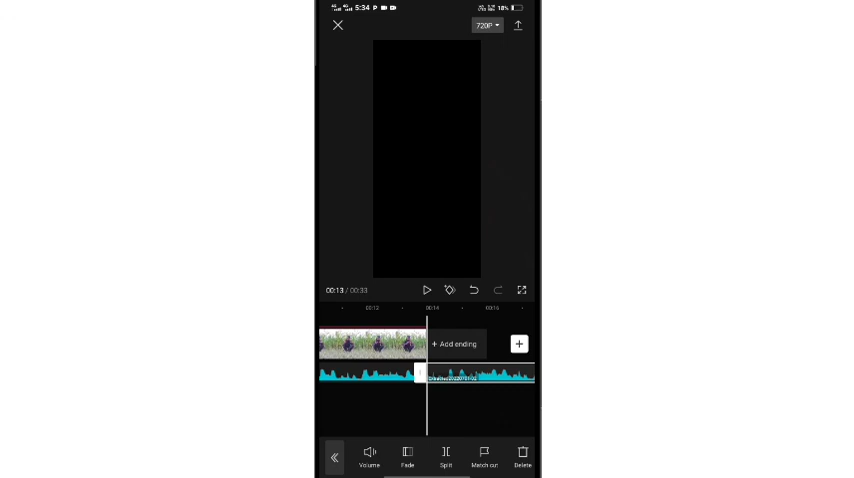 5:34 P 18%
720P
00:13 / 00:33
00:12 00:14 00:16
+ Add ending
+
Volume Fade Split Match cut Delete